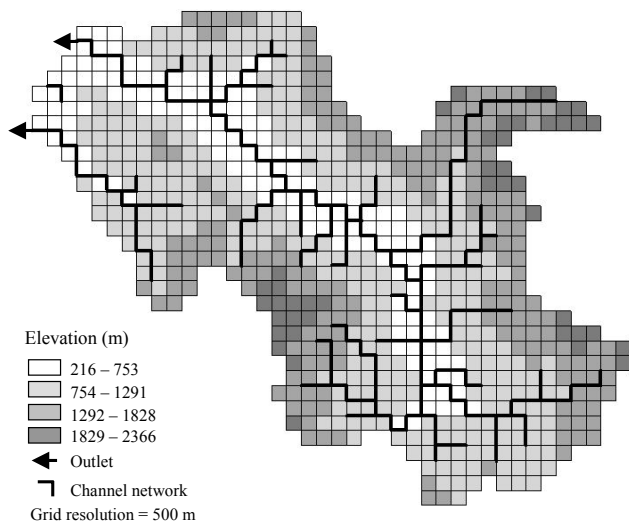 Elevation (m)
216 – 753
754 – 1291
1292 – 1828
1829 – 2366
Outlet
Channel network
Grid resolution = 500 m